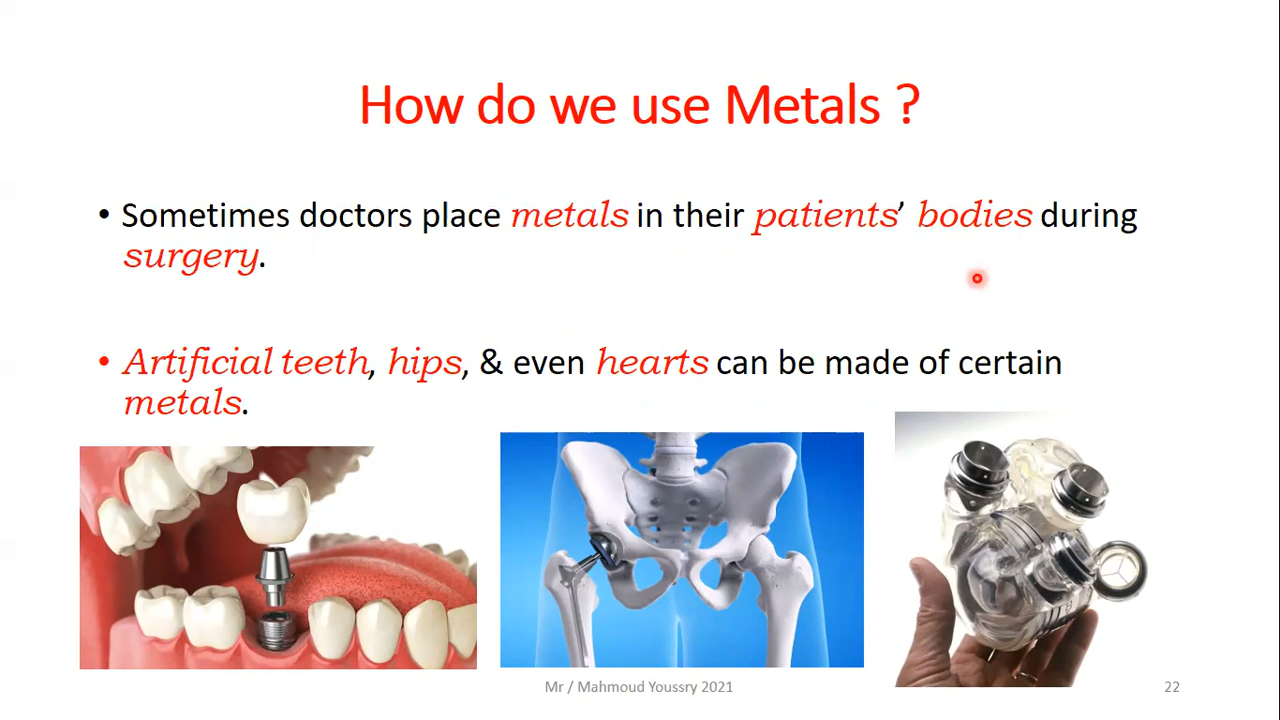 How do we use Metals ?
• Sometimes doctors place metals in their patients’ bodies during
surgery.
• Artificial teeth, hips, & even hearts can be made of certain
metals.
Mr / Mahmoud Youssry 2021
22